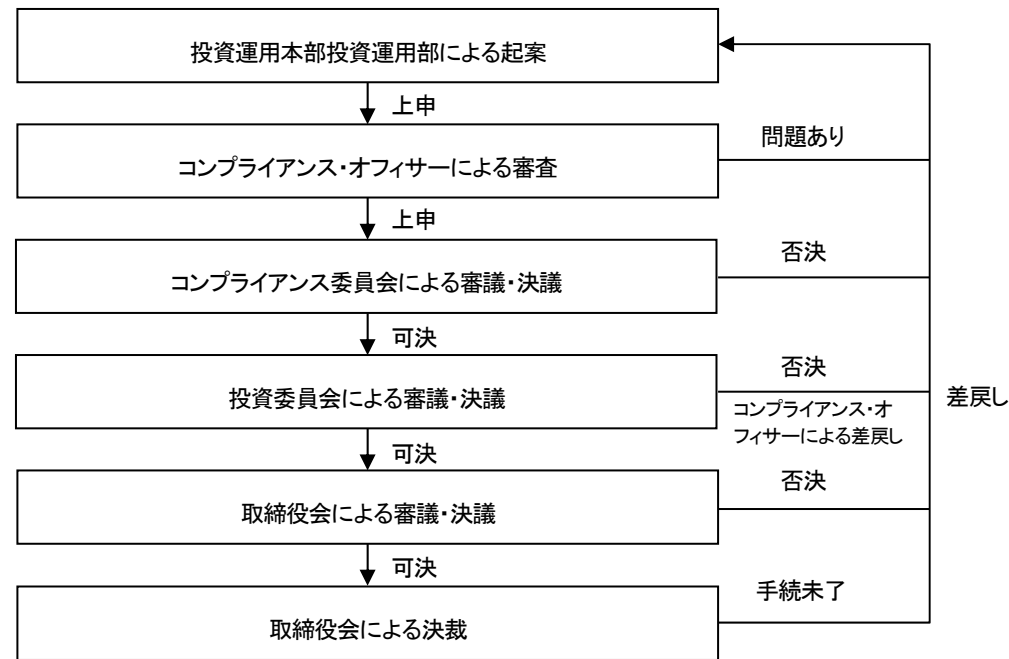 投資運用本部投資運用部による起案
上申
コンプライアンス・オフィサーによる審査
問題あり
上申
コンプライアンス委員会による審議・決議
否決
可決
投資委員会による審議・決議
否決
コンプライアンス・オ
フィサーによる差戻し
差戻し
可決
取締役会による審議・決議
否決
可決
取締役会による決裁
手続未了